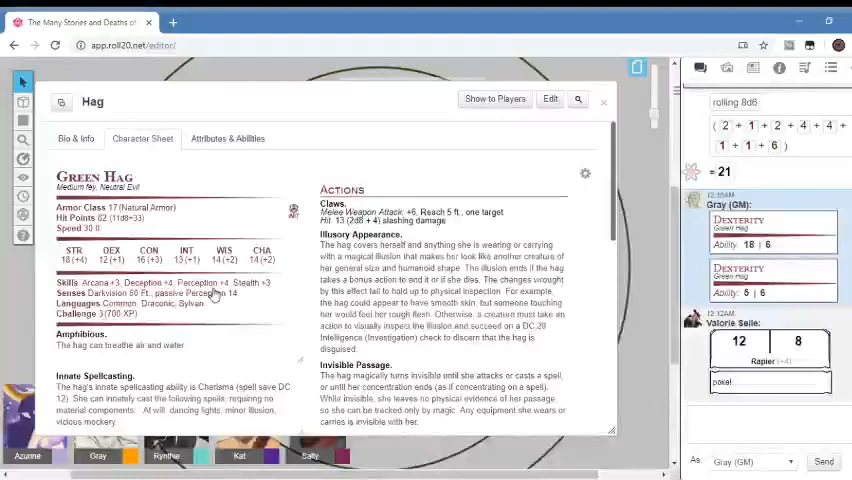 The Many Stories and Deaths of
app.roll20.net/editor/
Hag
Show to Players
Edit
Bio & Info
Character Sheet
Attributes & Abilities
GREEN HAG
Medium fey, Neutral Evil
Armor Class 17 (Natural Armor)
Hit Points 82 (11d8+33)
Speed 30 ft.
STR DEX CON INT WIS CHA
18 (+4) 12 (+1) 16 (+3) 13 (+1) 14 (+2) 14 (+2)
Skills Arcana +3, Deception +4, Perception +4, Stealth +3
Senses Darkvision 60 Ft., passive Perception 14
Languages Common, Draconic, Sylvan
Challenge 3 (700 XP)
Amphibious.
The hag can breathe air and water
Innate Spellcasting.
The hag's innate spellcasting ability is Charisma (spell save DC
12). She can innately cast the following spells, requiring no
material components: At will: dancing lights, minor illusion,
vicious mockery
ACTIONS
Claws.
Melee Weapon Attack: +6, Reach 5 ft., one target
Hit: 13 (2d8 + 4) slashing damage
Illusory Appearance.
The hag covers herself and anything she is wearing or carrying
with a magical illusion that makes her look like another creature of
her general size and humanoid shape. The illusion ends if the hag
takes a bonus action to end it or if she dies. The changes wrought
by this effect fail to hold up to physical inspection. For example,
the hag could appear to have smooth skin, but someone touching
her would feel her rough flesh. Otherwise, a creature must take an
action to visually inspect the illusion and succeed on a DC 20
Intelligence (Investigation) check to discern that the hag is
disguised.
Invisible Passage.
The hag magically turns invisible until she attacks or casts a spell,
or until her concentration ends (as if concentrating on a spell).
While invisible, she leaves no physical evidence of her passage
so she can be tracked only by magic. Any equipment she wears or
carries is invisible with her.
Azurine
Gray
Rynthie
Kat
Salty
rolling 8d6
( 2 + 1 + 2 + 4 + 4 +
1 + 1 + 6 )
= 21
Gray (GM):
DEXTERITY
Green Hag
Ability: 18 | 6
DEXTERITY
Green Hag
12:12AM
Valorie Selle:
12 8
Rapier (+4)
poke!
As:
Gray (GM)
Send